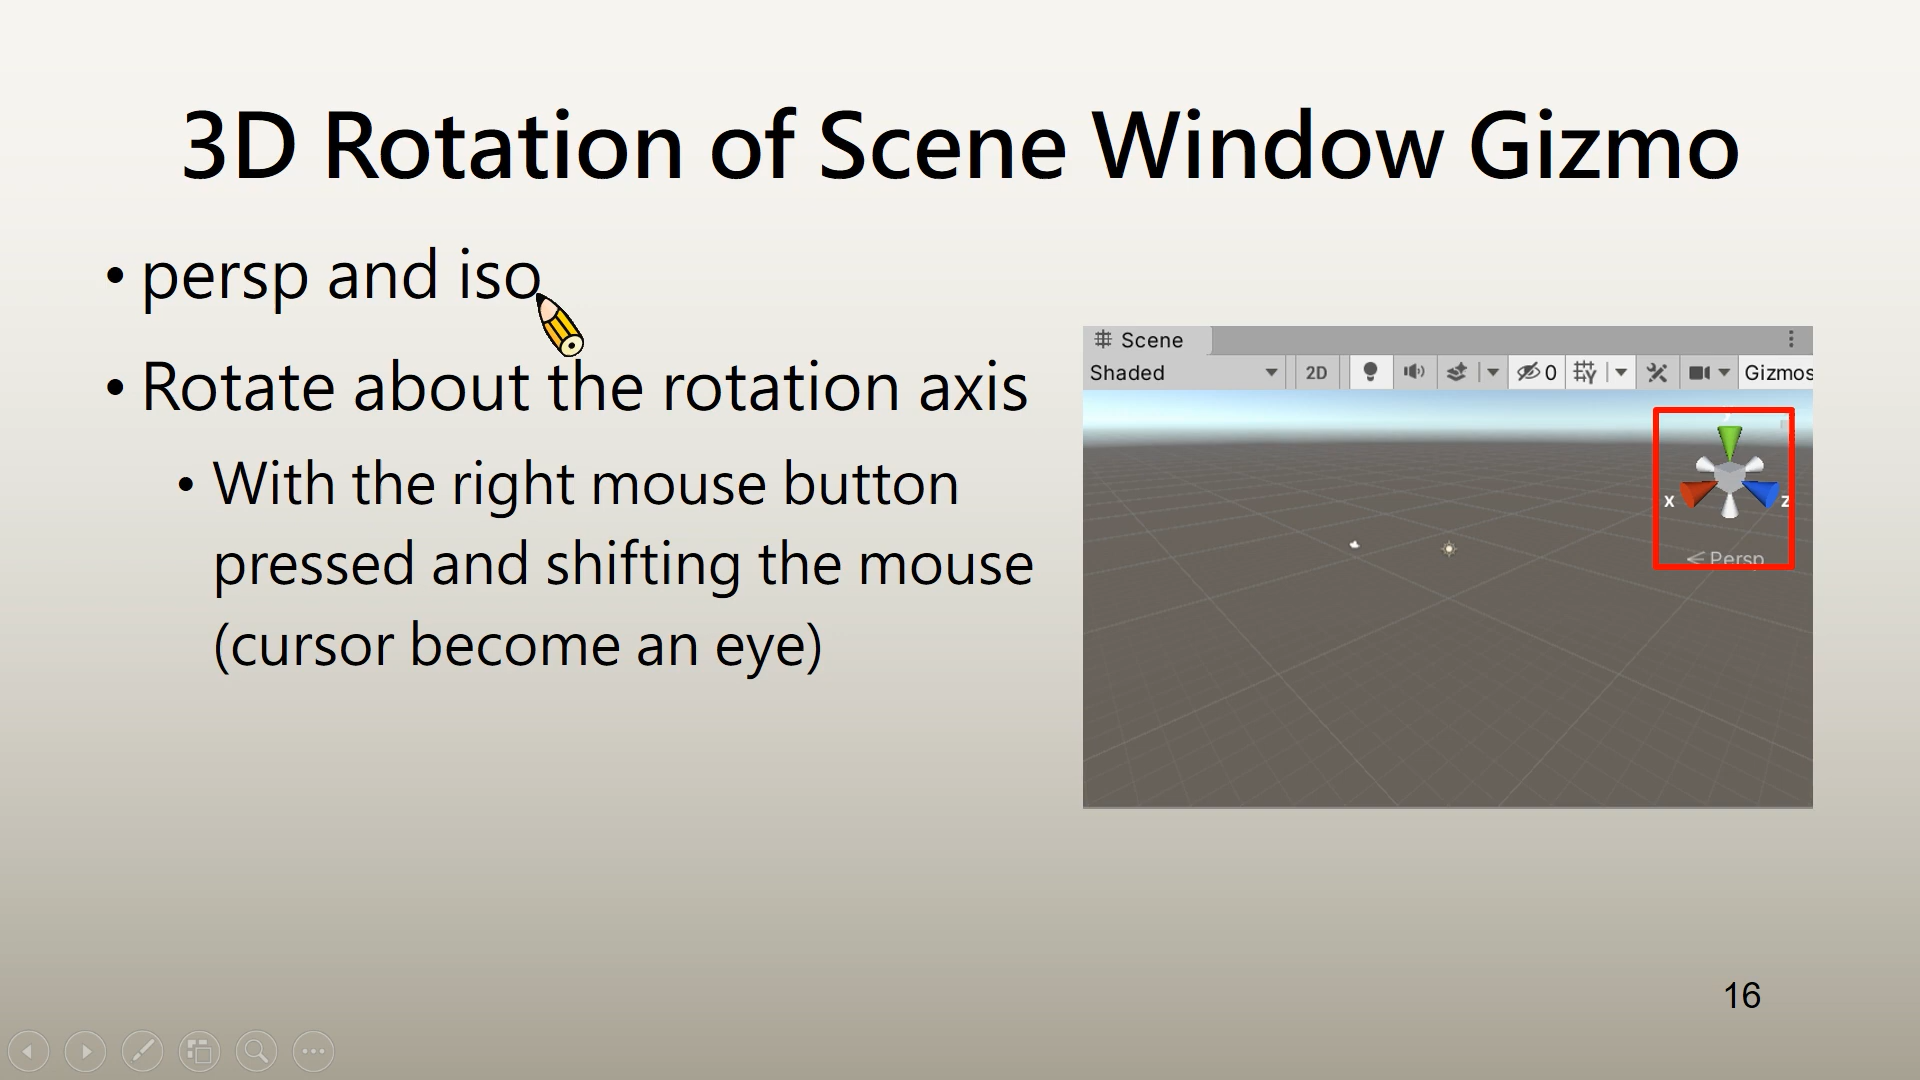 3D Rotation of Scene Window Gizmo
• persp and iso
• Rotate about the rotation axis
• With the right mouse button
pressed and shifting the mouse
(cursor become an eye)
Scene
Shaded 2D 0 Gizmos
x z
Persp
16